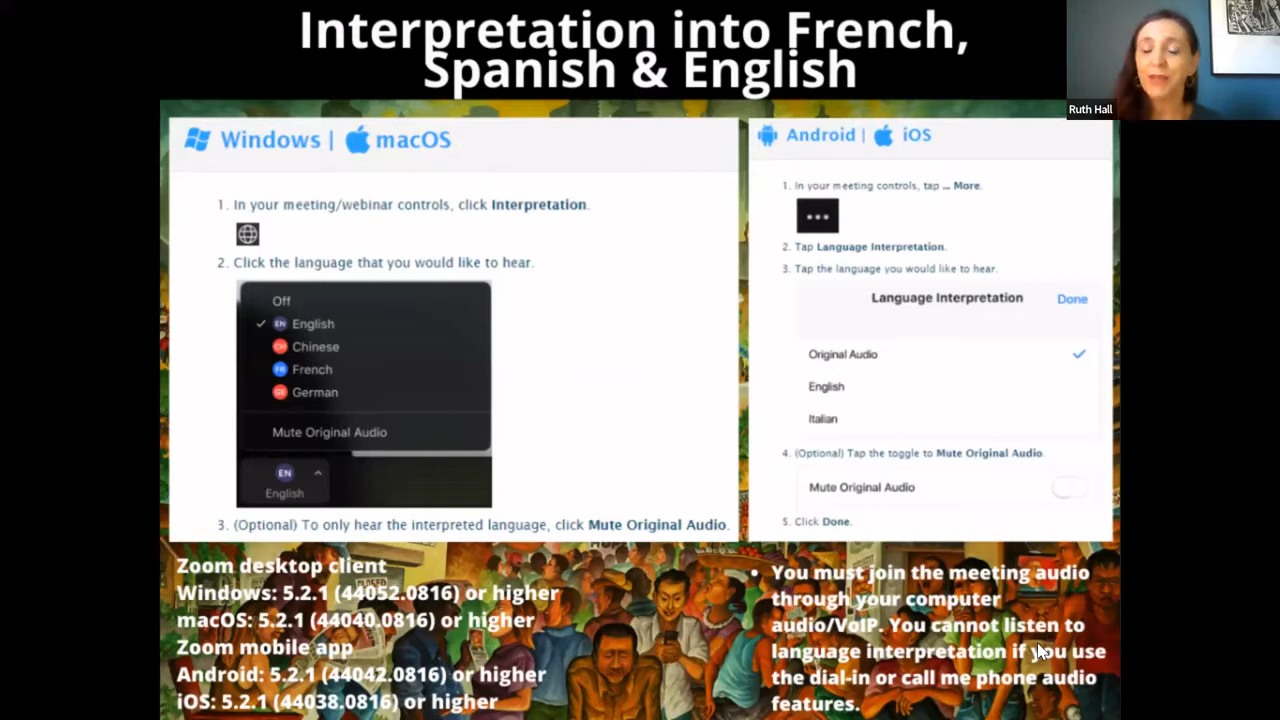 Interpretation into French,
Spanish & English
Ruth Hall
Windows | macOS
1. In your meeting/webinar controls, click Interpretation.
2. Click the language that you would like to hear.
Off
EN English
CH Chinese
FR French
GE German
Mute Original Audio
EN
English
3. (Optional) To only hear the interpreted language, click Mute Original Audio.
Android | iOS
1. In your meeting controls, tap ... More.
2. Tap Language Interpretation.
3. Tap the language you would like to hear.
Language Interpretation Done
Original Audio
English
Italian
4. (Optional) Tap the toggle to Mute Original Audio.
Mute Original Audio
5. Click Done.
Zoom desktop client
Windows: 5.2.1 (44052.0816) or higher
macOS: 5.2.1 (44040.0816) or higher
Zoom mobile app
Android: 5.2.1 (44042.0816) or higher
iOS: 5.2.1 (44038.0816) or higher
• You must join the meeting audio
through your computer
audio/VoIP. You cannot listen to
language interpretation if you use
the dial-in or call me phone audio
features.